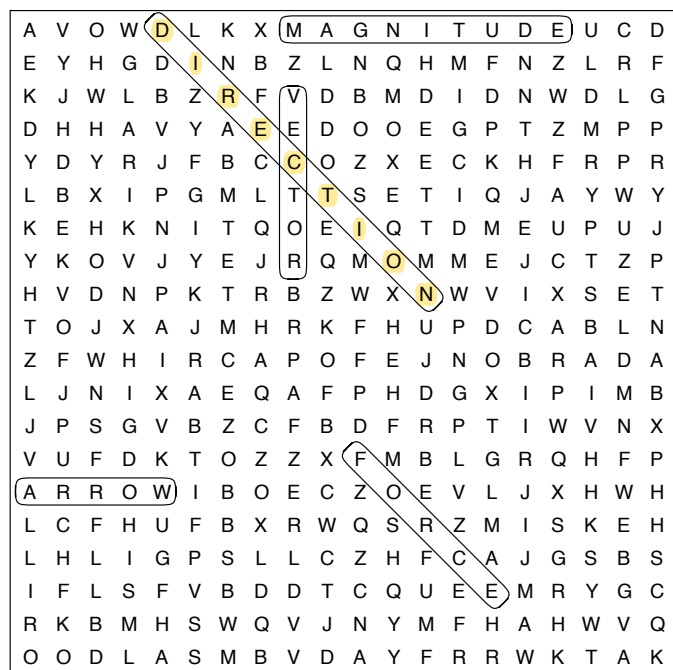 A V O W D L K X M A G N I T U D E U C D
E Y H G D I N B Z L N Q H M F N Z L R F
K J W L B Z R F V D B M D I D N W D L G
D H H A V Y A E E D O O E G P T Z M P P
Y D Y R J F B C C O Z X E C K H F R P R
L B X I P G M L T T S E T I Q J A Y W Y
K E H K N I T Q O E I Q T D M E U P U J
Y K O V J Y E J R Q M O M M E J C T Z P
H V D N P K T R B Z W X N W V I X S E T
T O J X A J M H R K F H U P D C A B L N
Z F W H I R C A P O F E J N O B R A D A
L J N I X A E Q A F P H D G X I P I M B
J P S G V B Z C F B D F R P T I W V N X
V U F D K T O Z Z X F M B L G R Q H F P
A R R O W I B O E C Z O E V L J X H W H
L C F H U F B X R W Q S R Z M I S K E H
L H L I G P S L L C Z H F C A J G S B S
I F L S F V B D D T C Q U E E M R Y G C
R K B M H S W Q V J N Y M F H A H W V Q
O O D L A S M B V D A Y F R R W K T A K